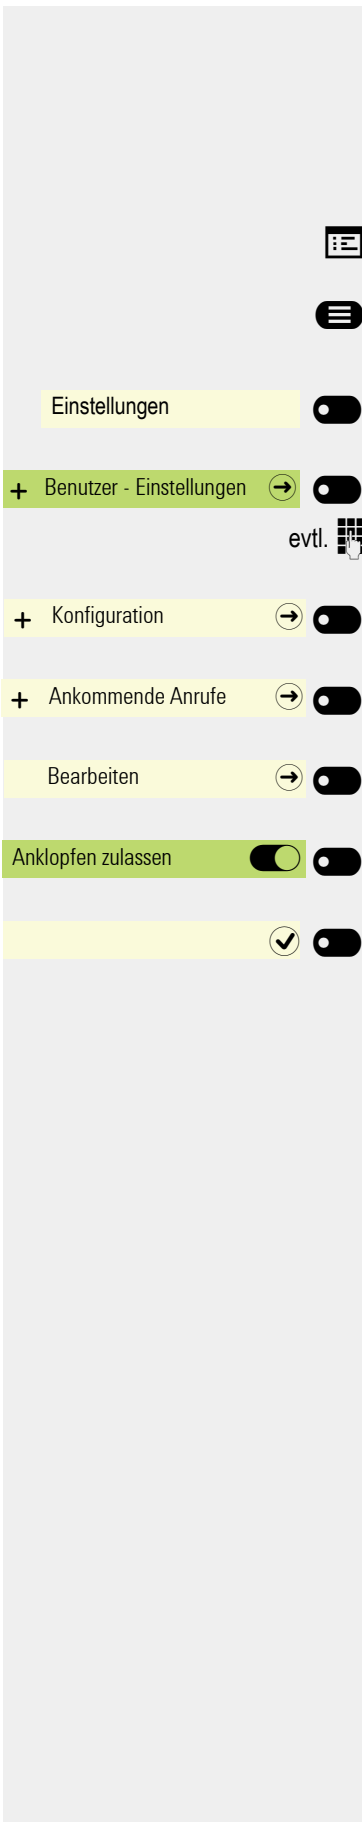 Einstellungen
+ Benutzer - Einstellungen
evtl.
+ Konfiguration
+ Ankommende Anrufe
Bearbeiten
Anklopfen zulassen